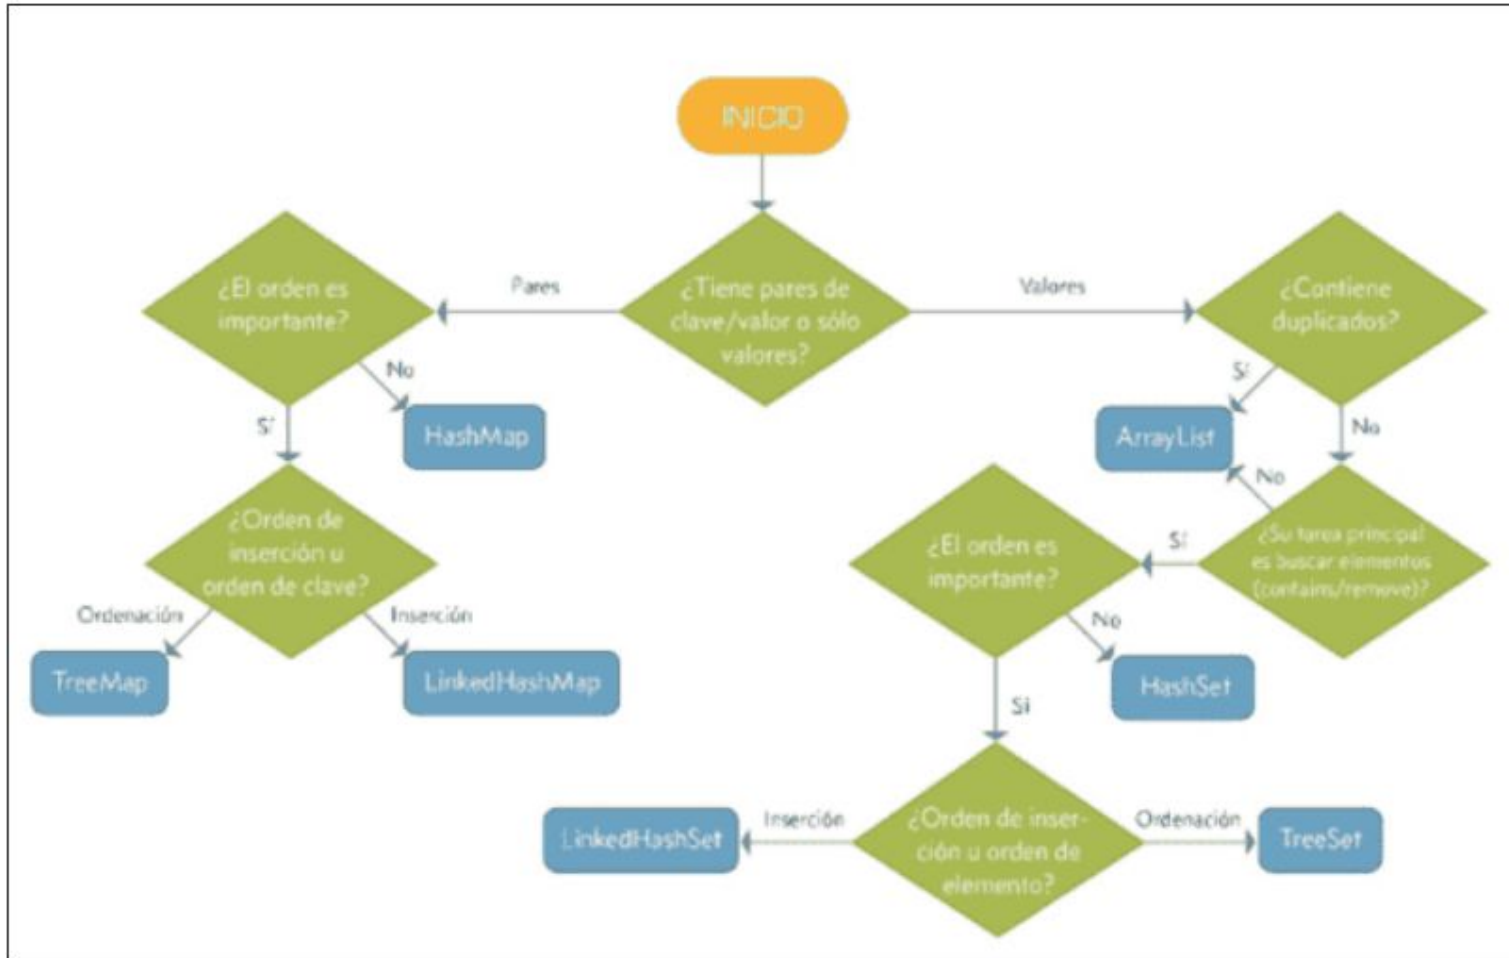 INICIO
¿El orden es
importante?
Pares
¿Tiene pares de
clave/valor o sólo
valores?
Valores
¿Contiene
duplicados?
No
HashMap
Sí
Sí
ArrayList
No
¿Orden de
inserción u
orden de clave?
¿El orden es
importante?
Sí
No
¿Su tarea principal
es buscar elementos
(contains/remove)?
Ordenación
Inserción
TreeMap
LinkedHashMap
No
HashSet
Sí
LinkedHashSet
Inserción
¿Orden de inser-
ción u orden de
elemento?
Ordenación
TreeSet